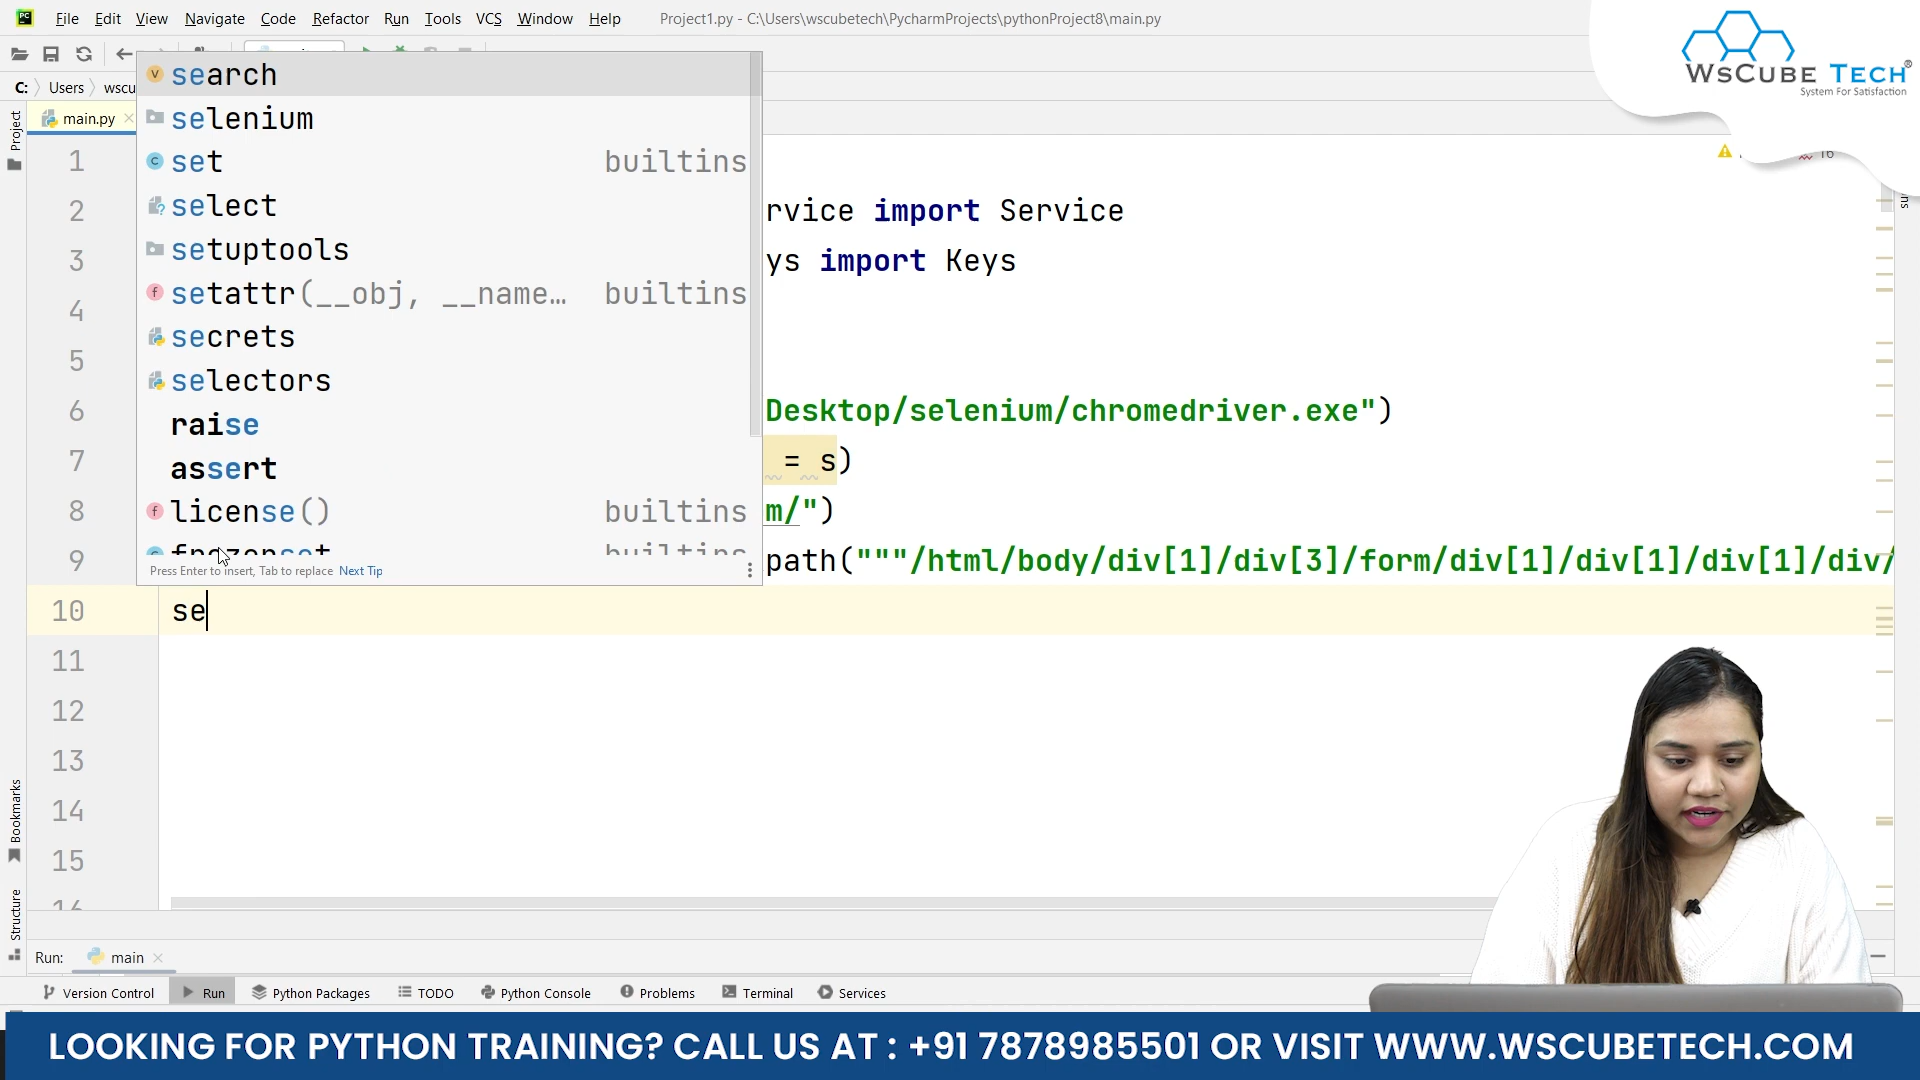 File Edit View Navigate Code Refactor Run Tools VCS Window Help Project1.py - C:\Users\wscubetech\PycharmProjects\pythonProject8\main.py
WsCube Tech®
System For Satisfaction
C: Users wscu
main.py
Project
search
selenium
set builtins
select
setuptools
setattr(__obj, __name… builtins
secrets
selectors
raise
assert
license() builtins
frozenset builtins
Press Enter to insert, Tab to replace Next Tip
1
2 rvice import Service
3 ys import Keys
4
5
6 Desktop/selenium/chromedriver.exe")
7 = s)
8 m/")
9 path("""/html/body/div[1]/div[3]/form/div[1]/div[1]/div[1]/div/
10 se
11
12
13
14
15
16
16
Bookmarks
Structure
Run: main
Version Control Run Python Packages TODO Python Console Problems Terminal Services
LOOKING FOR PYTHON TRAINING? CALL US AT : +91 7878985501 OR VISIT WWW.WSCUBETECH.COM